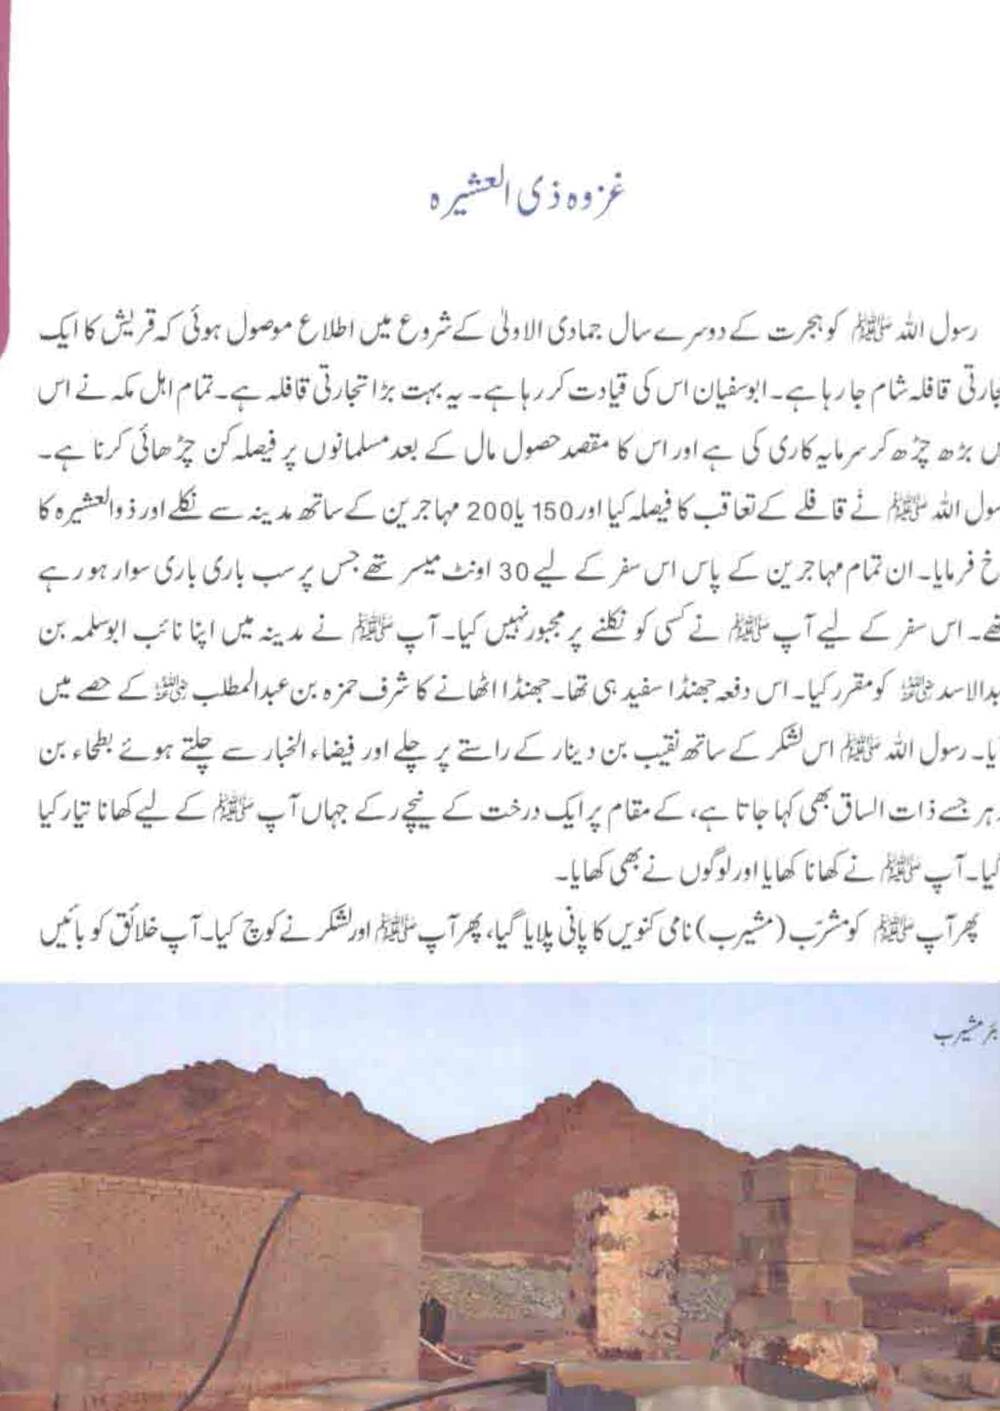 غزوہ ذی العشیرہ
رسول اللہ ﷺ کو ہجرت کے دوسرے سال جمادی الاولیٰ کے شروع میں اطلاع موصول ہوئی کہ قریش کا ایک
جارتی قافلہ شام جا رہا ہے۔ ابوسفیان اس کی قیادت کر رہا ہے۔ یہ بہت بڑا تجارتی قافلہ ہے۔ تمام اہل مکہ نے اس
ں بڑھ چڑھ کر سرمایہ کاری کی ہے اور اس کا مقصد حصول مال کے بعد مسلمانوں پر فیصلہ کن چڑھائی کرنا ہے۔
سول اللہ ﷺ نے قافلے کے تعاقب کا فیصلہ کیا اور 150 یا 200 مہاجرین کے ساتھ مدینہ سے نکلے اور ذوالعشیرہ کا
خ فرمایا۔ ان تمام مہاجرین کے پاس اس سفر کے لیے 30 اونٹ میسر تھے جس پر سب باری باری سوار ہو رہے
تھے۔ اس سفر کے لیے آپ ﷺ نے کسی کو نکلنے پر مجبور نہیں کیا۔ آپ ﷺ نے مدینہ میں اپنا نائب ابوسلمہ بن
بدالاسد رضی اللہ عنہ کو مقرر کیا۔ اس دفعہ جھنڈا سفید ہی تھا۔ جھنڈا اٹھانے کا شرف حمزہ بن عبدالمطلب رضی اللہ عنہ کے حصے میں
یا۔ رسول اللہ ﷺ اس لشکر کے ساتھ نقیب بن دینار کے راستے پر چلے اور فیضاء الخبار سے چلتے ہوئے بطحاء بن
ہر جسے ذات الساق بھی کہا جاتا ہے، کے مقام پر ایک درخت کے نیچے رکے جہاں آپ ﷺ کے لیے کھانا تیار کیا
گیا۔ آپ ﷺ نے کھانا کھایا اور لوگوں نے بھی کھایا۔
پھر آپ ﷺ کو مشرّب (مشیرب) نامی کنویں کا پانی پلایا گیا، پھر آپ ﷺ اور لشکر نے کوچ کیا۔ آپ خلائق کو بائیں
بئر مشیرب